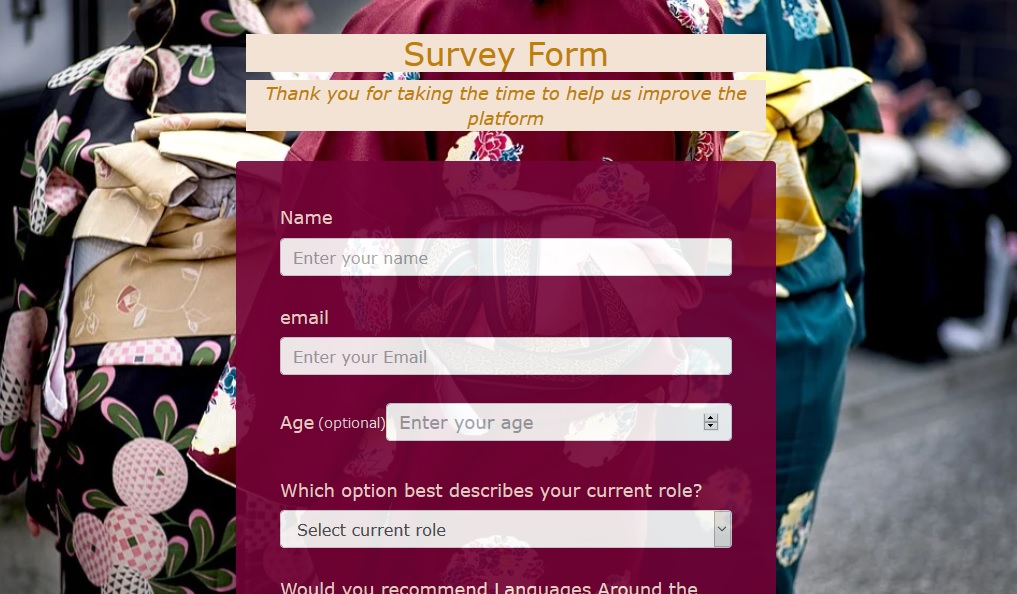 Survey Form
Thank you for taking the time to help us improve the
platform
Name
Enter your name
email
Enter your Email
Age (optional) Enter your age
Which option best describes your current role?
Select current role
Would you recommend Languages Around the